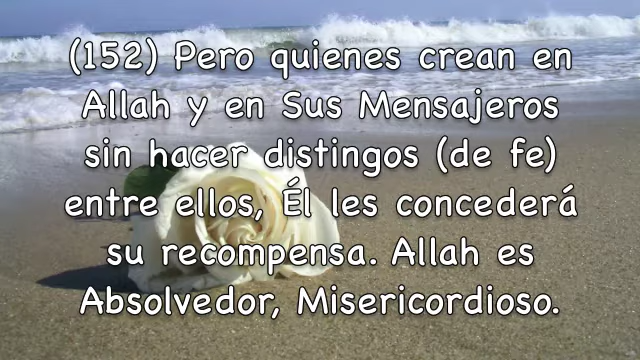 (152) Pero quienes crean en
Allah y en Sus Mensajeros
sin hacer distingos (de fe)
entre ellos, Él les concederá
su recompensa. Allah es
Absolvedor, Misericordioso.